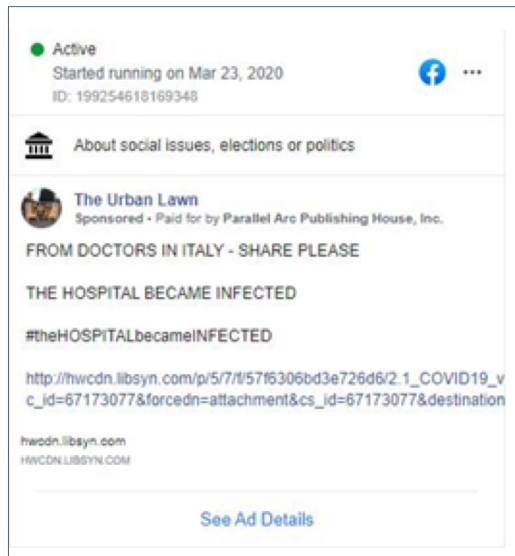 Active
Started running on Mar 23, 2020
ID: 199254618169348
About social issues, elections or politics
The Urban Lawn
Sponsored • Paid for by Parallel Arc Publishing House, Inc.
FROM DOCTORS IN ITALY - SHARE PLEASE
THE HOSPITAL BECAME INFECTED
#theHOSPITALbecameINFECTED
http://hwcdn.libsyn.com/p/5/7/f/57f6306bd3e726d6/2.1_COVID19_v
c_id=67173077&forcedn=attachment&cs_id=67173077&destination
hwcdn.libsyn.com
HWCDN.LIBSYN.COM
See Ad Details